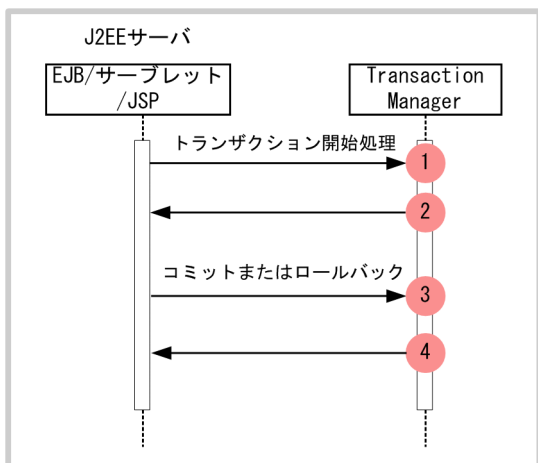 J2EEサーバ
EJB/サーブレット
/JSP
Transaction
Manager
トランザクション開始処理
1
2
コミットまたはロールバック
3
4